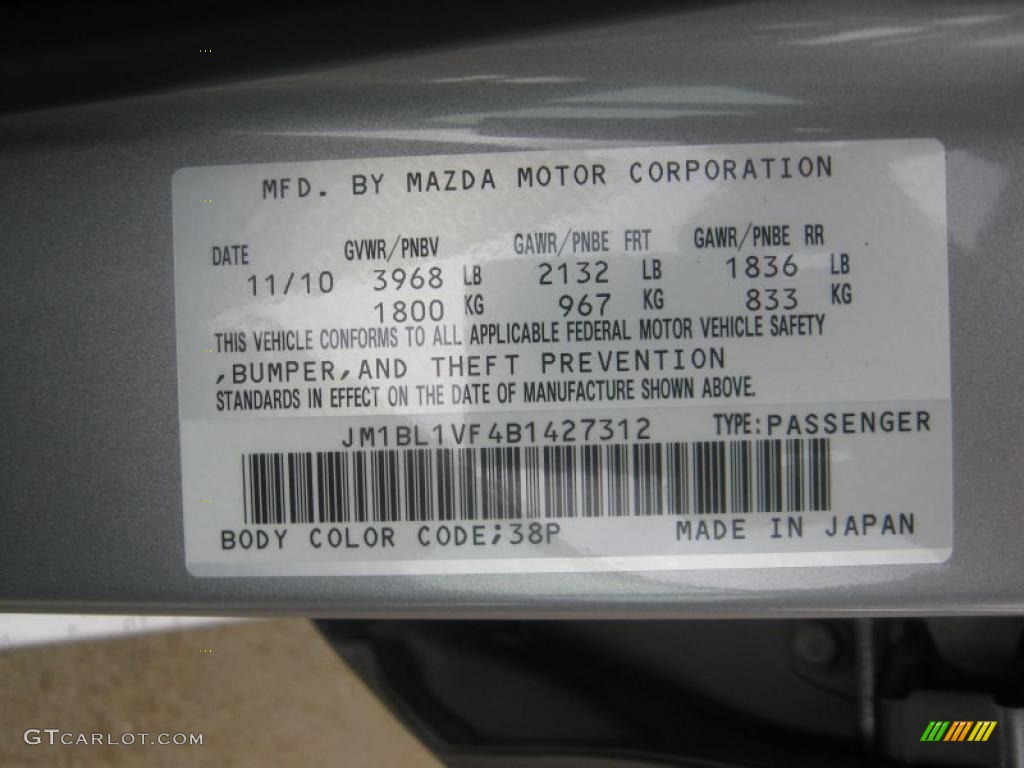 MFD. BY MAZDA MOTOR CORPORATION
DATE GVWR/PNBV GAWR/PNBE FRT GAWR/PNBE RR
11/10 3968 LB 2132 LB 1836 LB
1800 KG 967 KG 833 KG
THIS VEHICLE CONFORMS TO ALL APPLICABLE FEDERAL MOTOR VEHICLE SAFETY
,BUMPER,AND THEFT PREVENTION
STANDARDS IN EFFECT ON THE DATE OF MANUFACTURE SHOWN ABOVE.
JM1BL1VF4B1427312 TYPE:PASSENGER
BODY COLOR CODE;38P MADE IN JAPAN
GTCARLOT.COM